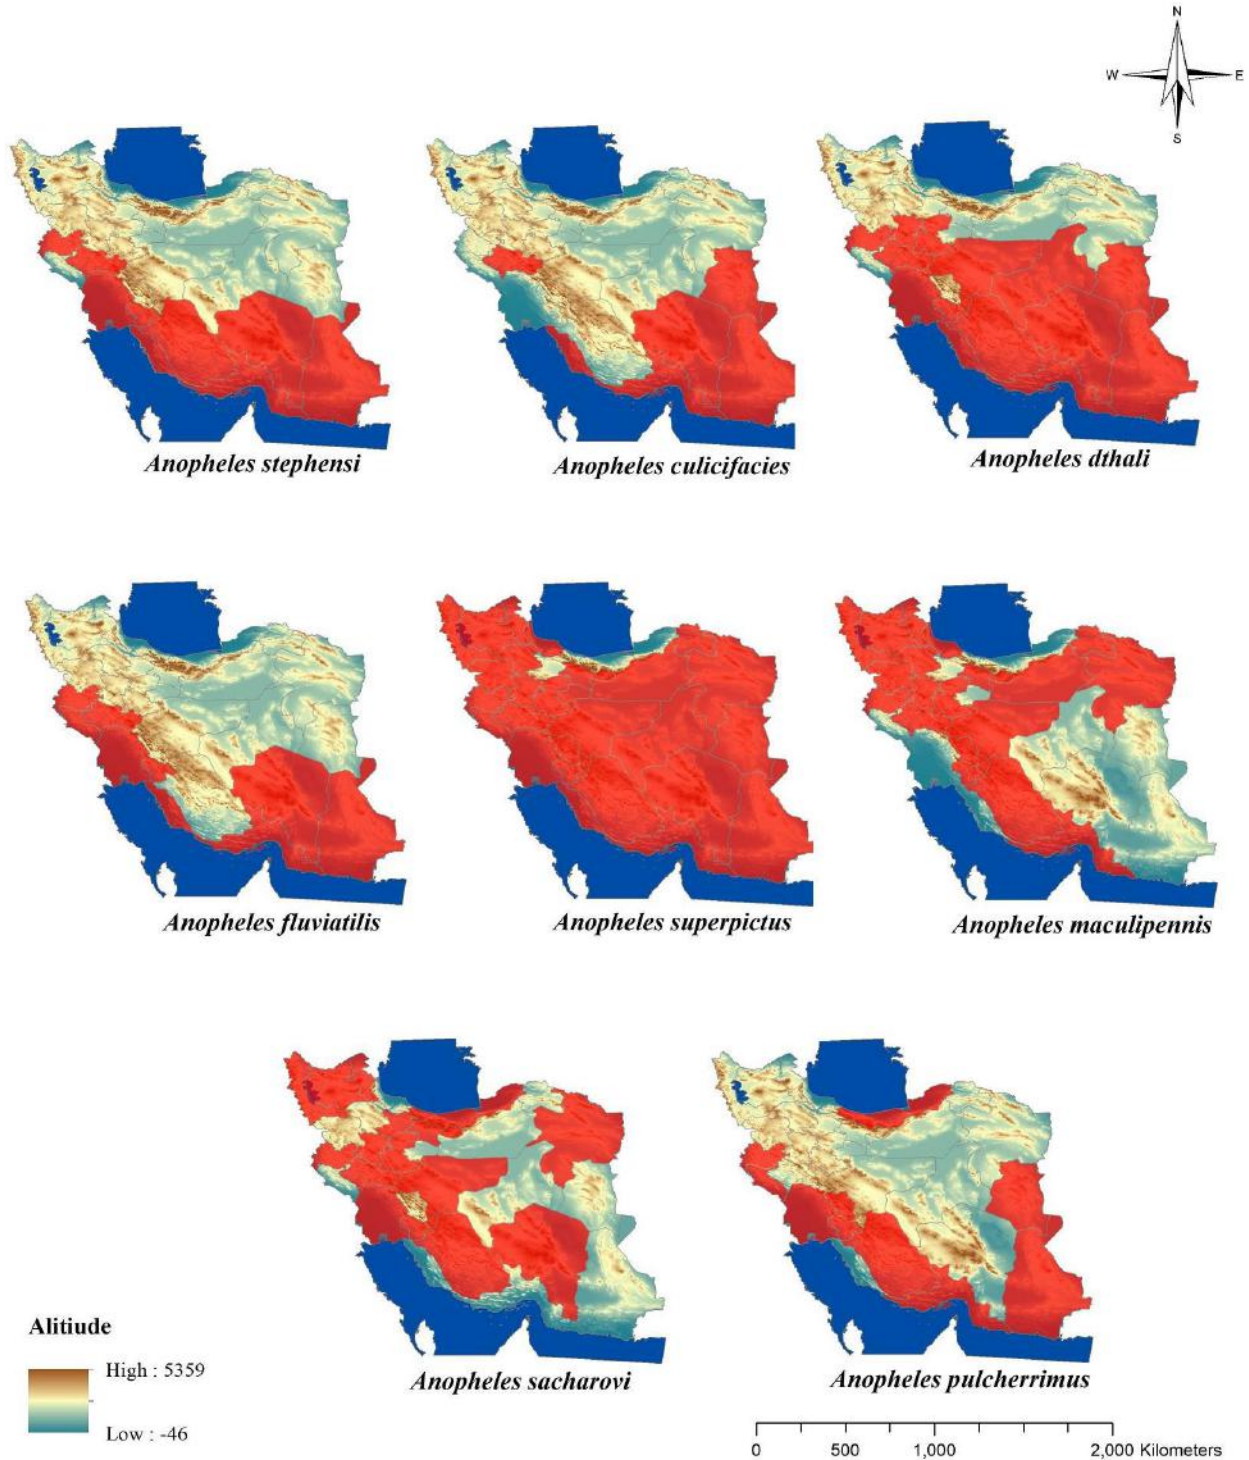 N
W E
S
Anopheles stephensi
Anopheles culicifacies
Anopheles dthali
Anopheles fluviatilis
Anopheles superpictus
Anopheles maculipennis
Anopheles sacharovi
Anopheles pulcherrimus
Alitiude
High : 5359
Low : -46
0 500 1,000 2,000 Kilometers